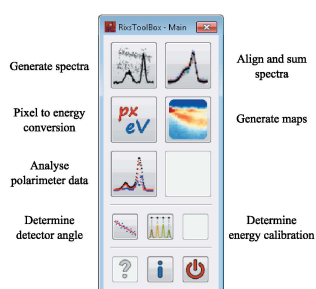 RixsToolBox - Main
Generate spectra
Align and sum
spectra
Pixel to energy
conversion
px
eV
Generate maps
Analyse
polarimeter data
Determine
detector angle
Determine
energy calibration
?
i